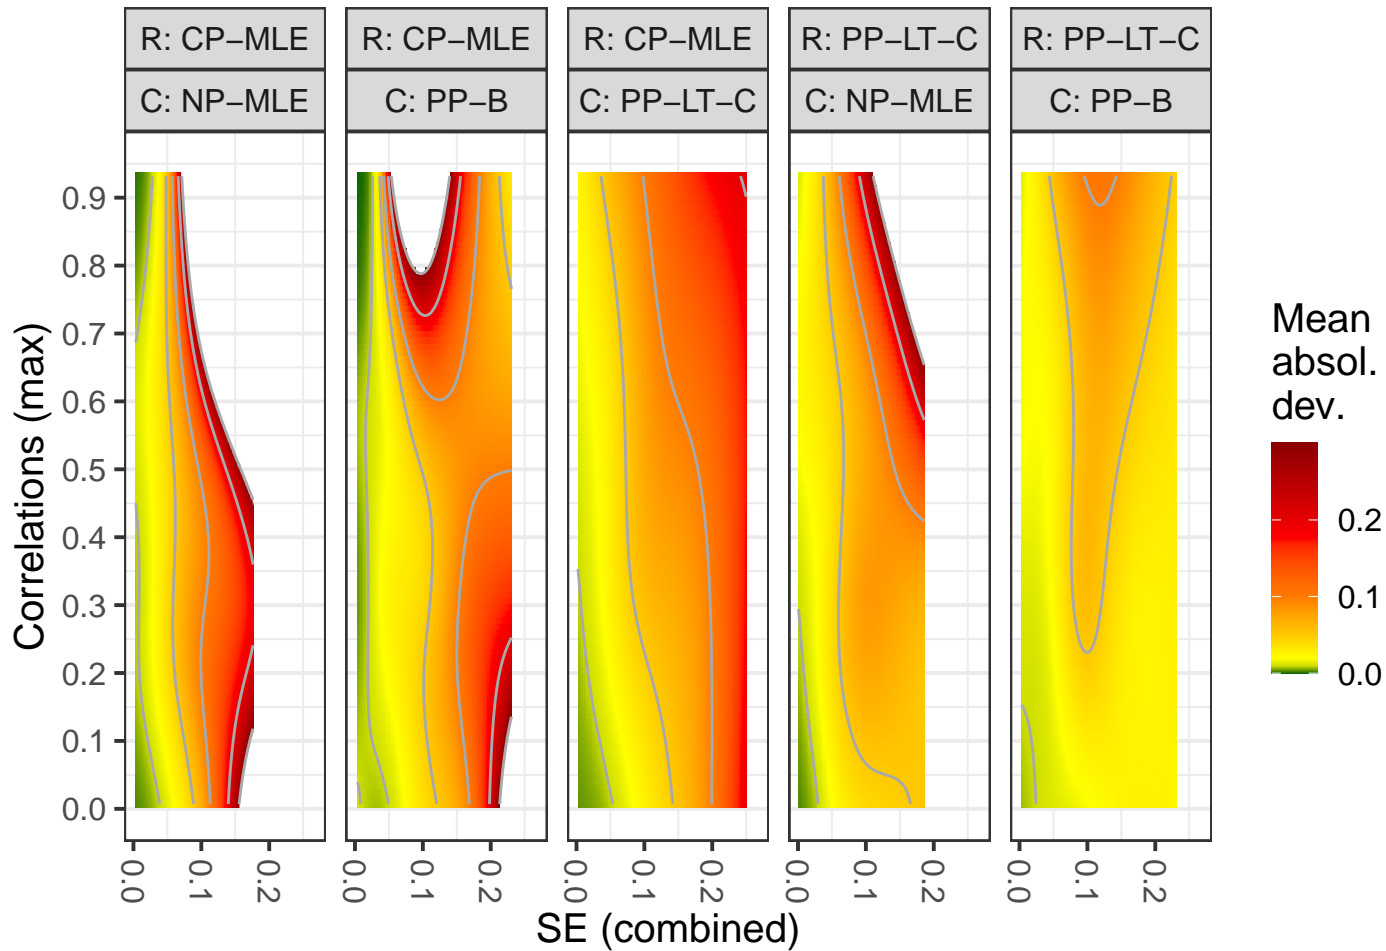 R: CP−MLE R: CP−MLE R: CP−MLE R: PP−LT−C R: PP−LT−C
C: NP−MLE C: PP−B C: PP−LT−C C: NP−MLE C: PP−B
Correlations (max)
0.9
0.8
0.7
0.6
0.5
0.4
0.3
0.2
0.1
0.0
0.0 0.1 0.2 0.0 0.1 0.2 0.0 0.1 0.2 0.0 0.1 0.2 0.0 0.1 0.2
SE (combined)
Mean
absol.
dev.
0.2
0.1
0.0